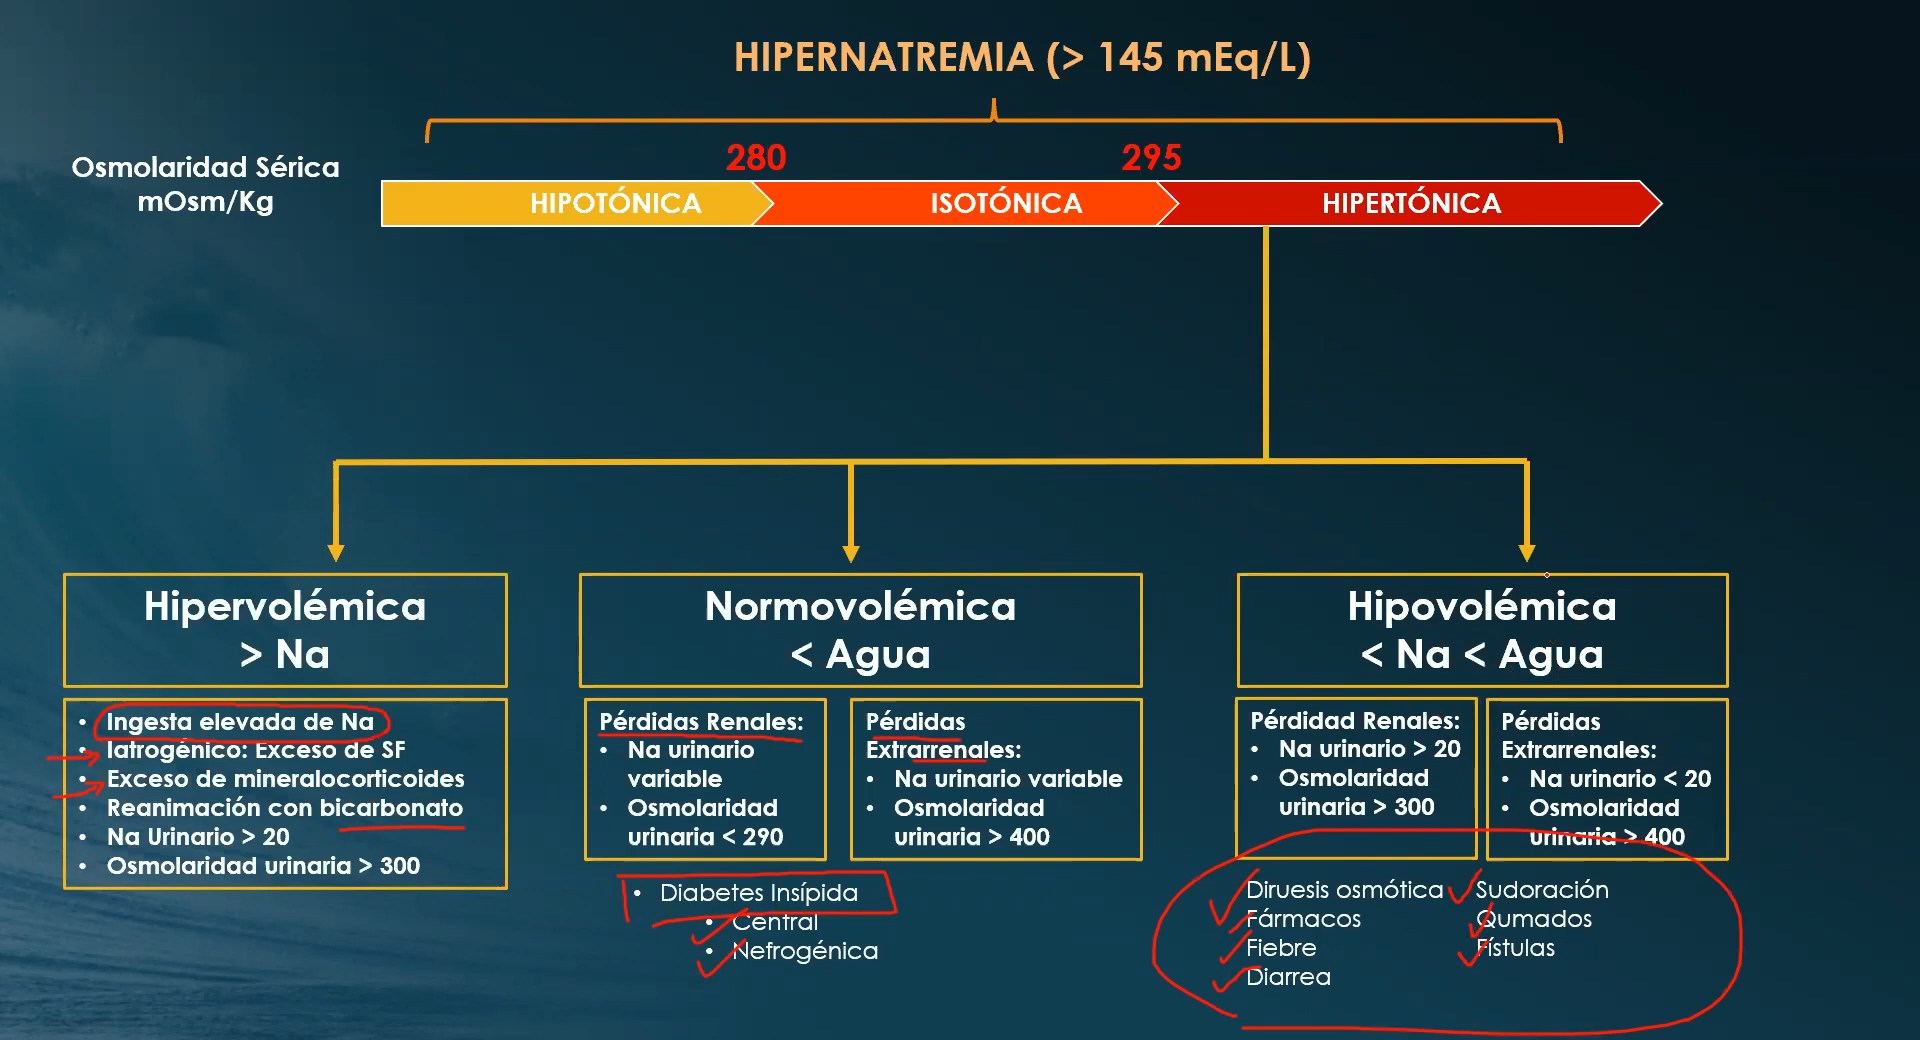 HIPERNATREMIA (> 145 mEq/L)
280
295
Osmolaridad Sérica
mOsm/Kg
HIPOTÓNICA
ISOTÓNICA
HIPERTÓNICA
Hipervolémica
> Na
• Ingesta elevada de Na
• Iatrogénico: Exceso de SF
• Exceso de mineralocorticoides
• Reanimación con bicarbonato
• Na Urinario > 20
• Osmolaridad urinaria > 300
Normovolémica
< Agua
Pérdidas Renales:
• Na urinario
variable
• Osmolaridad
urinaria < 290
Pérdidas
Extrarrenales:
• Na urinario variable
• Osmolaridad
urinaria > 400
• Diabetes Insípida
• Central
• Nefrogénica
Hipovolémica
< Na < Agua
Pérdidad Renales:
• Na urinario > 20
• Osmolaridad
urinaria > 300
Pérdidas
Extrarrenales:
• Na urinario < 20
• Osmolaridad
urinaria > 400
Diruesis osmótica
Fármacos
Fiebre
Diarrea
Sudoración
Qumados
Fístulas